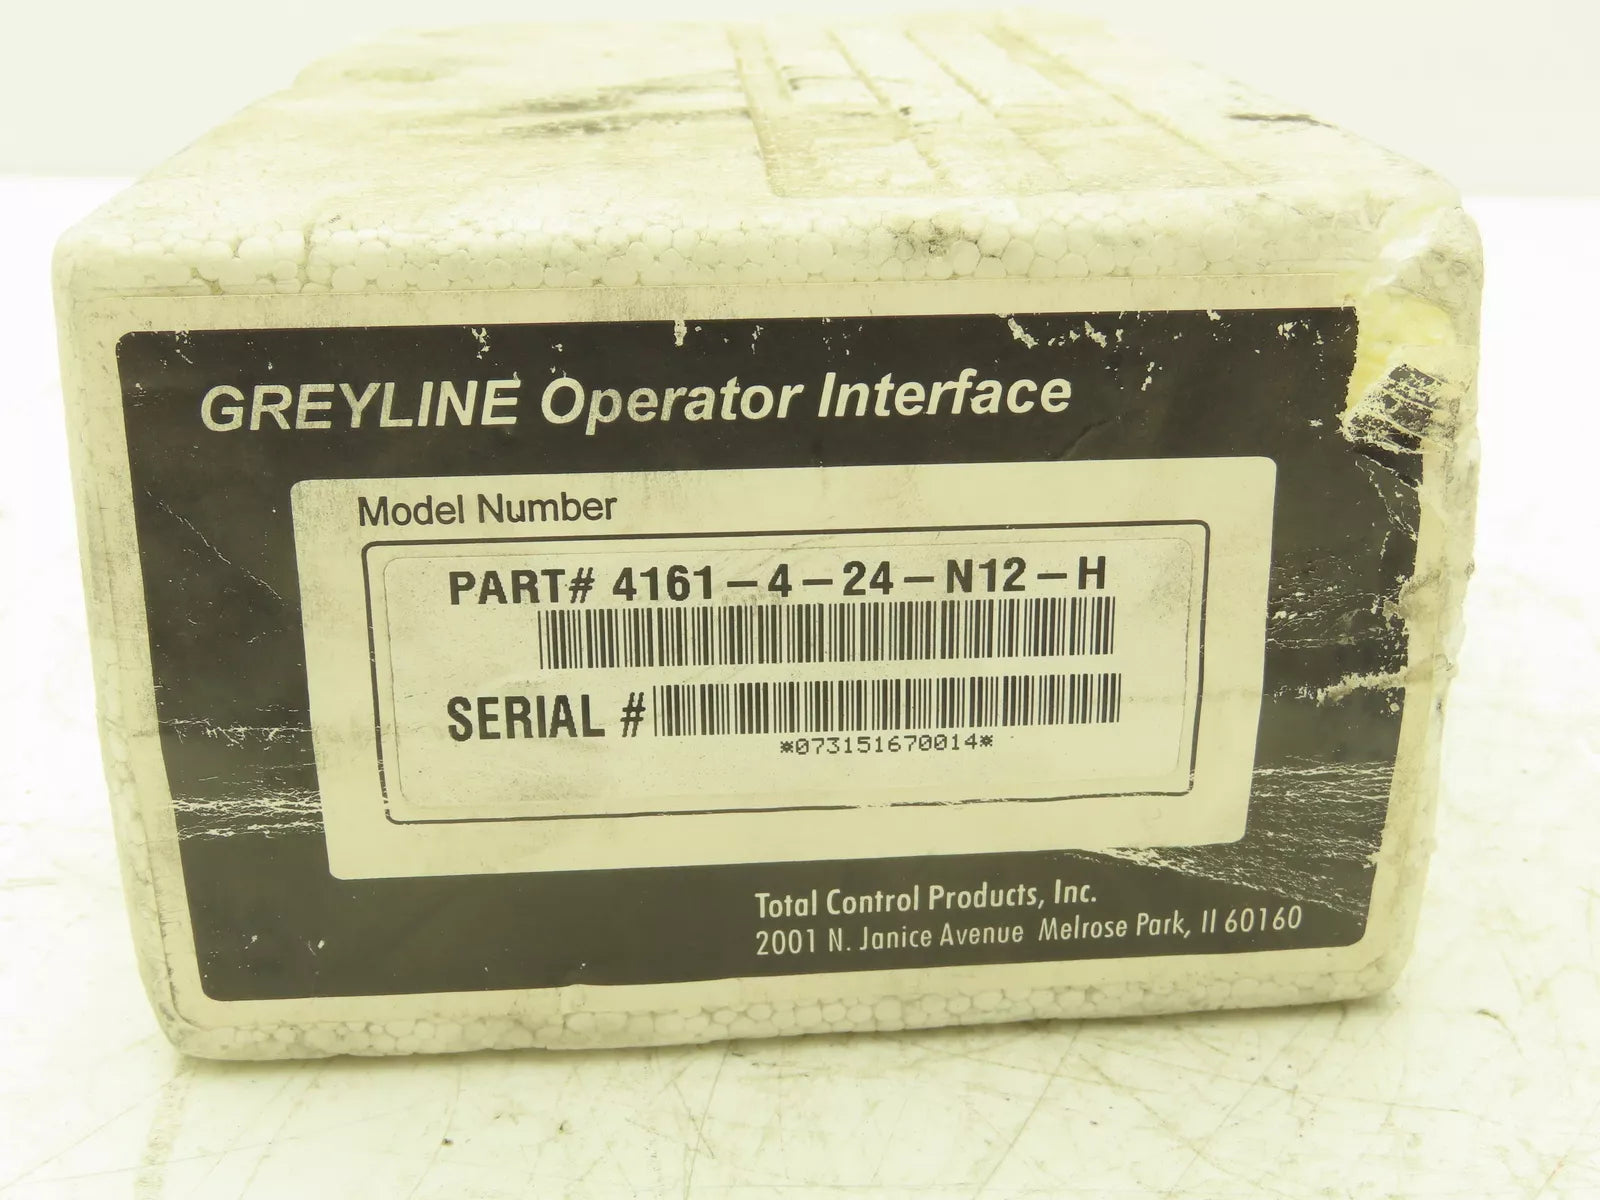 GREYLINE Operator Interface
Model Number
PART# 4161-4-24-N12-H
SERIAL #
*073151670014*
Total Control Products, Inc.
2001 N. Janice Avenue Melrose Park, Il 60160